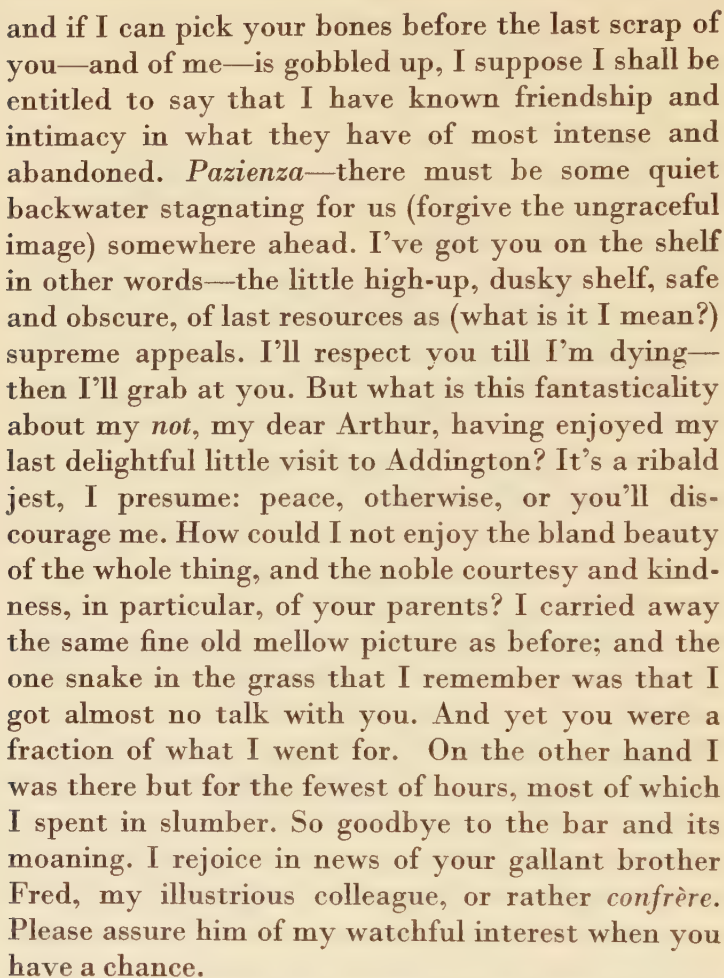 and if I can pick your bones before the last scrap of
you—and of me—is gobbled up, I suppose I shall be
entitled to say that I have known friendship and
intimacy in what they have of most intense and
abandoned. Pazienza—there must be some quiet
backwater stagnating for us (forgive the ungraceful
image) somewhere ahead. I've got you on the shelf
in other words—the little high-up, dusky shelf, safe
and obscure, of last resources as (what is it I mean?)
supreme appeals. I'll respect you till I'm dying—
then I'll grab at you. But what is this fantasticality
about my not, my dear Arthur, having enjoyed my
last delightful little visit to Addington? It's a ribald
jest, I presume: peace, otherwise, or you'll dis-
courage me. How could I not enjoy the bland beauty
of the whole thing, and the noble courtesy and kind-
ness, in particular, of your parents? I carried away
the same fine old mellow picture as before; and the
one snake in the grass that I remember was that I
got almost no talk with you. And yet you were a
fraction of what I went for. On the other hand I
was there but for the fewest of hours, most of which
I spent in slumber. So goodbye to the bar and its
moaning. I rejoice in news of your gallant brother
Fred, my illustrious colleague, or rather confrère.
Please assure him of my watchful interest when you
have a chance.